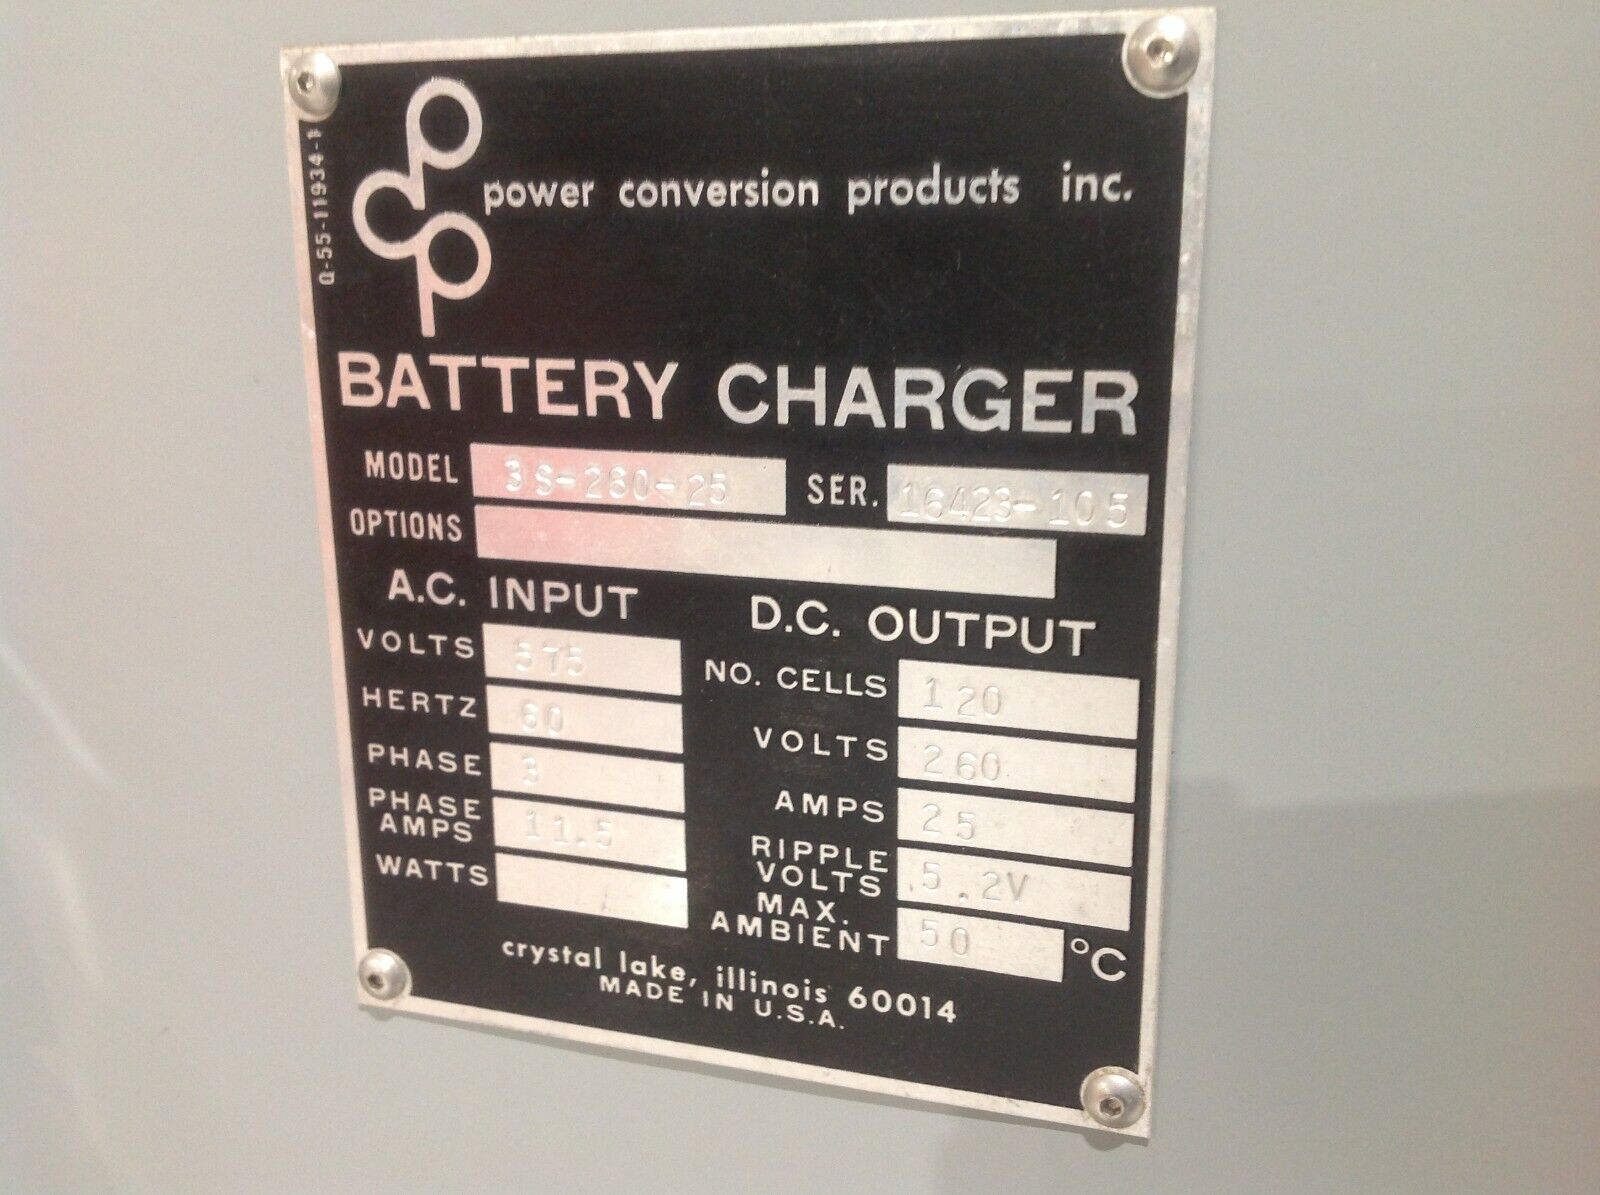 Q-55-11934-1
pcp
power conversion products inc.
BATTERY CHARGER
MODEL 3S-260-25 SER. 16423-105
OPTIONS
A.C. INPUT
VOLTS 575
HERTZ 60
PHASE 3
PHASE AMPS 11.5
WATTS
D.C. OUTPUT
NO. CELLS 120
VOLTS 260
AMPS 25
RIPPLE VOLTS .5.2V
MAX. AMBIENT 50 °C
crystal lake, illinois 60014
MADE IN U.S.A.